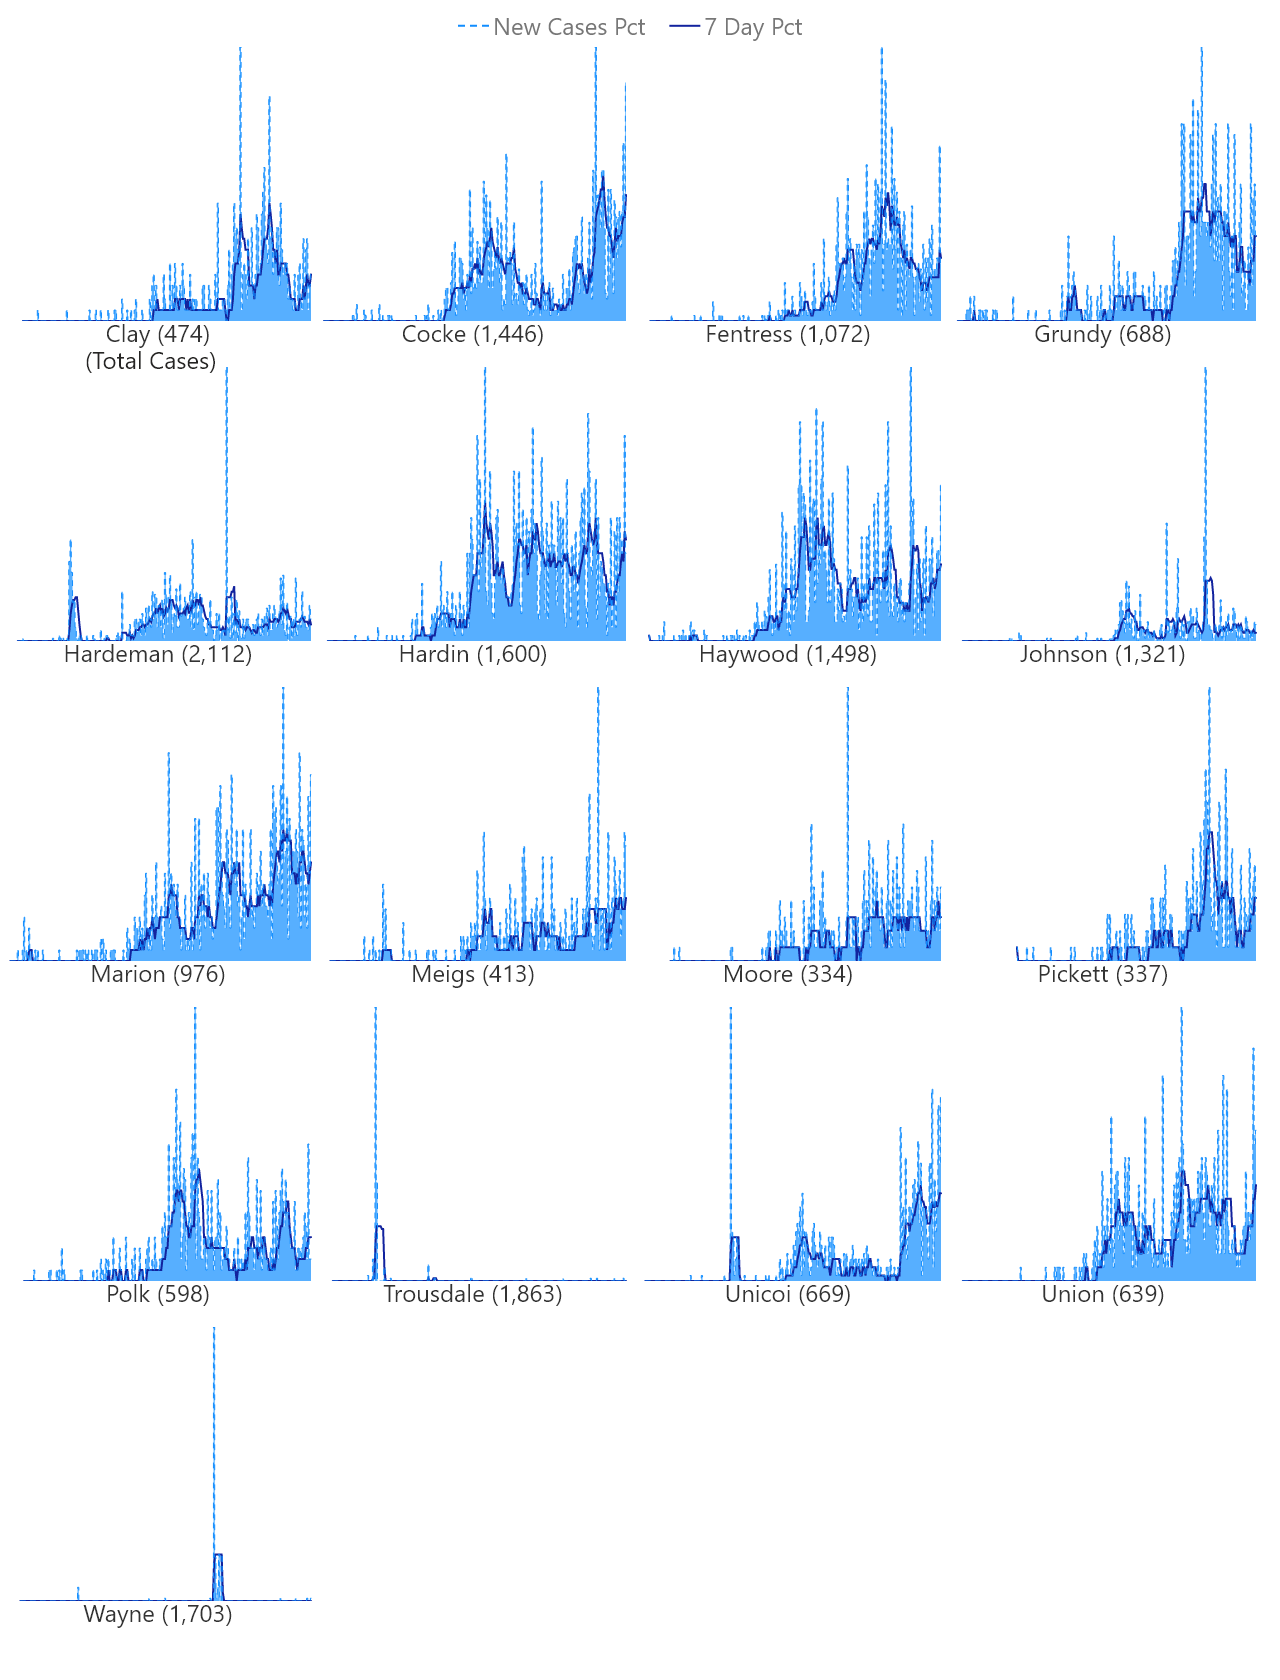 New Cases Pct 7 Day Pct
Clay (474) Cocke (1,446) Fentress (1,072) Grundy (688)
(Total Cases)
Hardeman (2,112) Hardin (1,600) Haywood (1,498) Johnson (1,321)
Marion (976) Meigs (413) Moore (334) Pickett (337)
Polk (598) Trousdale (1,863) Unicoi (669) Union (639)
Wayne (1,703)